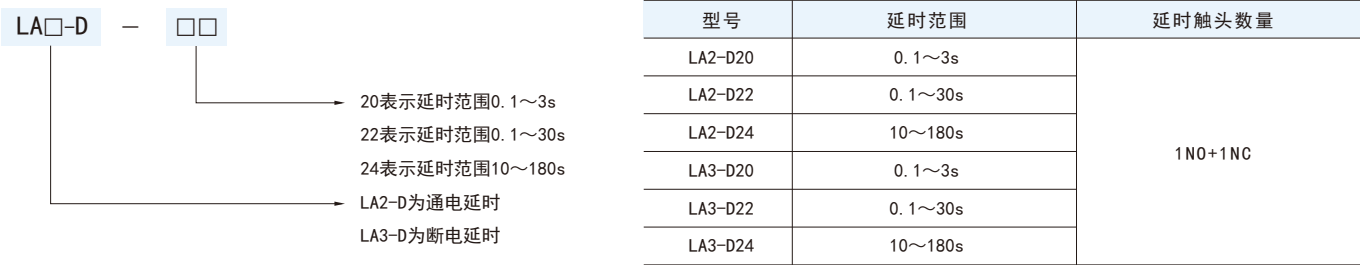 LA□-D — □□
20表示延时范围0.1～3s
22表示延时范围0.1～30s
24表示延时范围10～180s
LA2-D为通电延时
LA3-D为断电延时
型号 延时范围 延时触头数量
LA2-D20 0.1～3s
LA2-D22 0.1～30s
LA2-D24 10～180s
1NO+1NC
LA3-D20 0.1～3s
LA3-D22 0.1～30s
LA3-D24 10～180s